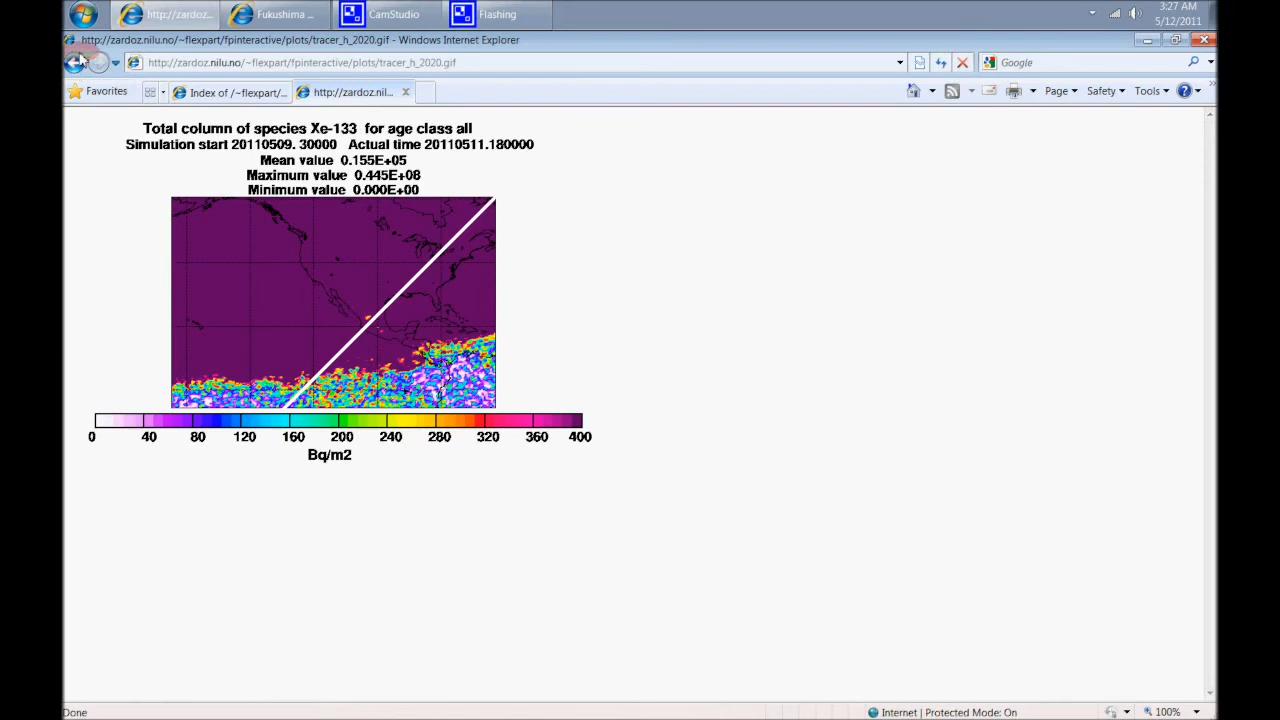 http://zardoz... Fukushima ... CamStudio Flashing 3:27 AM
5/12/2011
http://zardoz.nilu.no/~flexpart/fpinteractive/plots/tracer_h_2020.gif - Windows Internet Explorer
http://zardoz.nilu.no/~flexpart/fpinteractive/plots/tracer_h_2020.gif Google
Favorites Index of /~flexpart/... http://zardoz.nil... Page Safety Tools
Total column of species Xe-133 for age class all
Simulation start 20110509. 30000 Actual time 20110511.180000
Mean value 0.155E+05
Maximum value 0.445E+08
Minimum value 0.000E+00
0 40 80 120 160 200 240 280 320 360 400
Bq/m2
Done Internet | Protected Mode: On 100%